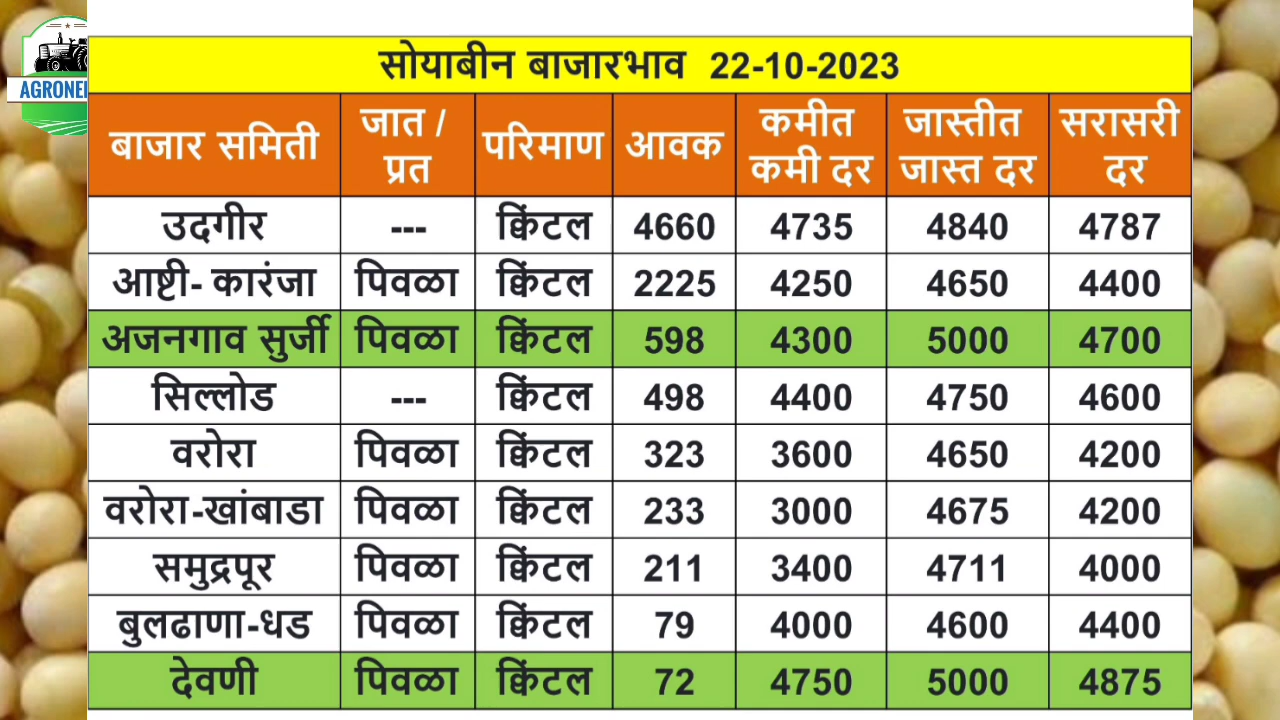 AGRONE
सोयाबीन बाजारभाव 22-10-2023
बाजार समिती जात / प्रत परिमाण आवक कमीत कमी दर जास्तीत जास्त दर सरासरी दर
उदगीर --- क्विंटल 4660 4735 4840 4787
आष्टी- कारंजा पिवळा क्विंटल 2225 4250 4650 4400
अजनगाव सुर्जी पिवळा क्विंटल 598 4300 5000 4700
सिल्लोड --- क्विंटल 498 4400 4750 4600
वरोरा पिवळा क्विंटल 323 3600 4650 4200
वरोरा-खांबाडा पिवळा क्विंटल 233 3000 4675 4200
समुद्रपूर पिवळा क्विंटल 211 3400 4711 4000
बुलढाणा-धड पिवळा क्विंटल 79 4000 4600 4400
देवणी पिवळा क्विंटल 72 4750 5000 4875